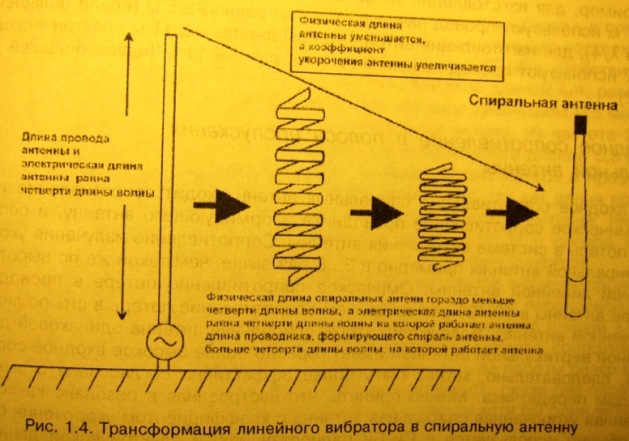 Физическая длина
антенны уменьшается,
а коэффициент
укорочения антенны увеличивается
Спиральная антенна
Длина провода
антенны и
электрическая длина
антенны равна
четверти длины волны
Физическая длина спиральных антенн гораздо меньше
четверти длины волны, а электрическая длина антенны
равна четверти длины волны на которой работает антенна,
длина проводника, формирующего спираль антенны,
больше четверти длины волны, на которой работает антенна
Рис. 1.4. Трансформация линейного вибратора в спиральную антенну